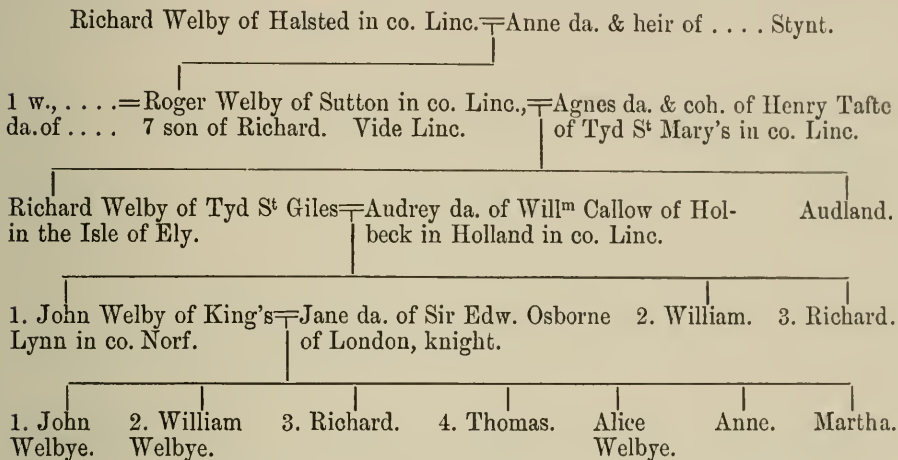 Richard Welby of Halsted in co. Linc.=Anne da. & heir of . . . . Stynt.
1 w., . . . .=Roger Welby of Sutton in co. Linc.,=Agnes da. & coh. of Henry Tafte
da. of . . . . 7 son of Richard. Vide Linc. of Tyd Sᵗ Mary's in co. Linc.
Richard Welby of Tyd Sᵗ Giles=Audrey da. of Willᵐ Callow of Hol- Audland.
in the Isle of Ely. beck in Holland in co. Linc.
1. John Welby of King's=Jane da. of Sir Edw. Osborne 2. William. 3. Richard.
Lynn in co. Norf. of London, knight.
1. John 2. William 3. Richard. 4. Thomas. Alice Anne. Martha.
Welbye. Welbye. Welbye.